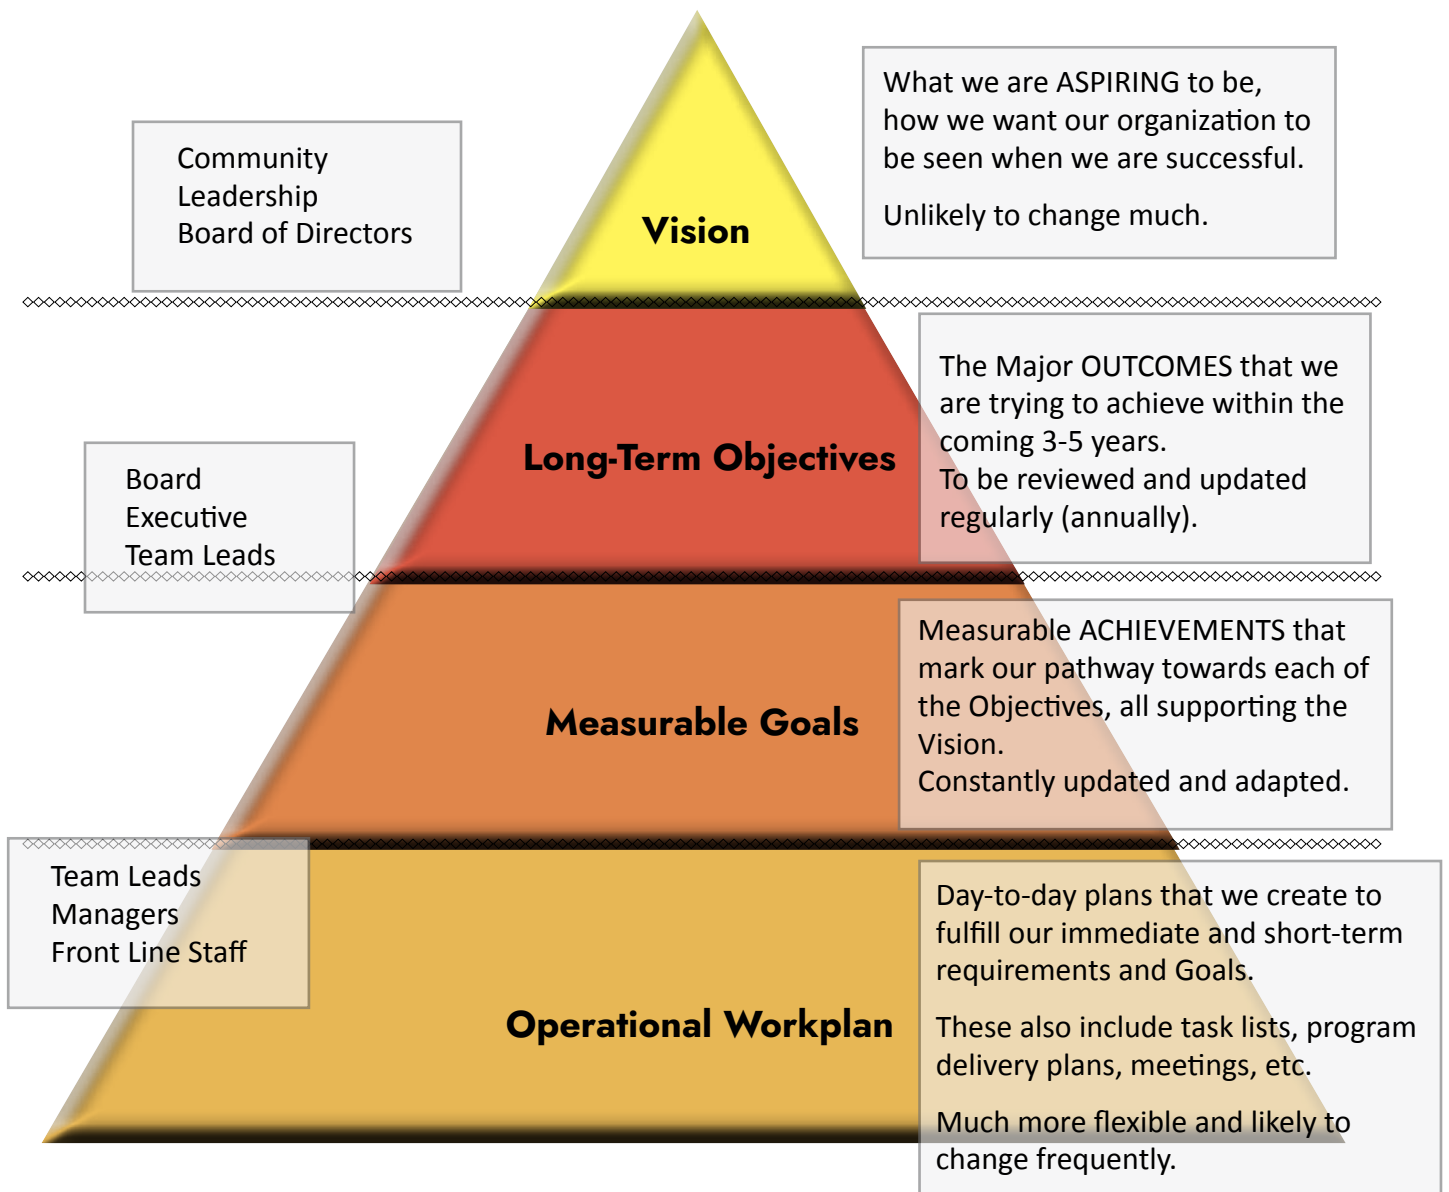 What we are ASPIRING to be,
how we want our organization to
be seen when we are successful.
Unlikely to change much.
Community
Leadership
Board of Directors
Vision
The Major OUTCOMES that we
are trying to achieve within the
coming 3-5 years.
To be reviewed and updated
regularly (annually).
Long-Term Objectives
Board
Executive
Team Leads
Measurable ACHIEVEMENTS that
mark our pathway towards each of
the Objectives, all supporting the
Vision.
Constantly updated and adapted.
Measurable Goals
Team Leads
Managers
Front Line Staff
Day-to-day plans that we create to
fulfill our immediate and short-term
requirements and Goals.
These also include task lists, program
delivery plans, meetings, etc.
Much more flexible and likely to
change frequently.
Operational Workplan